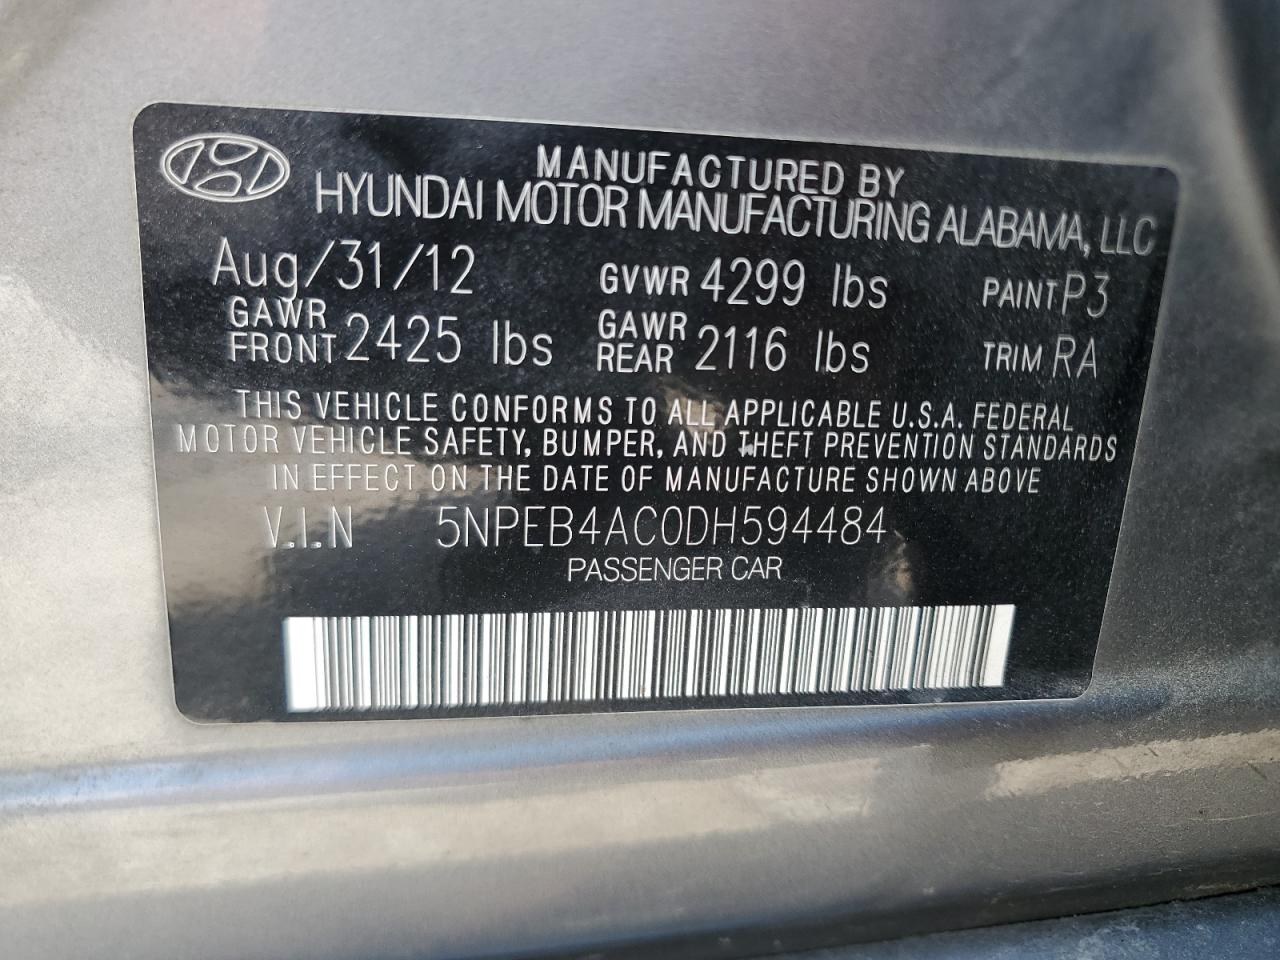 MANUFACTURED BY
HYUNDAI MOTOR MANUFACTURING ALABAMA, LLC
Aug/31/12 GVWR 4299 lbs PAINT P3
GAWR FRONT 2425 lbs GAWR REAR 2116 lbs TRIM RA
THIS VEHICLE CONFORMS TO ALL APPLICABLE U.S.A. FEDERAL
MOTOR VEHICLE SAFETY, BUMPER, AND THEFT PREVENTION STANDARDS
IN EFFECT ON THE DATE OF MANUFACTURE SHOWN ABOVE
V.I.N 5NPEB4AC0DH594484
PASSENGER CAR